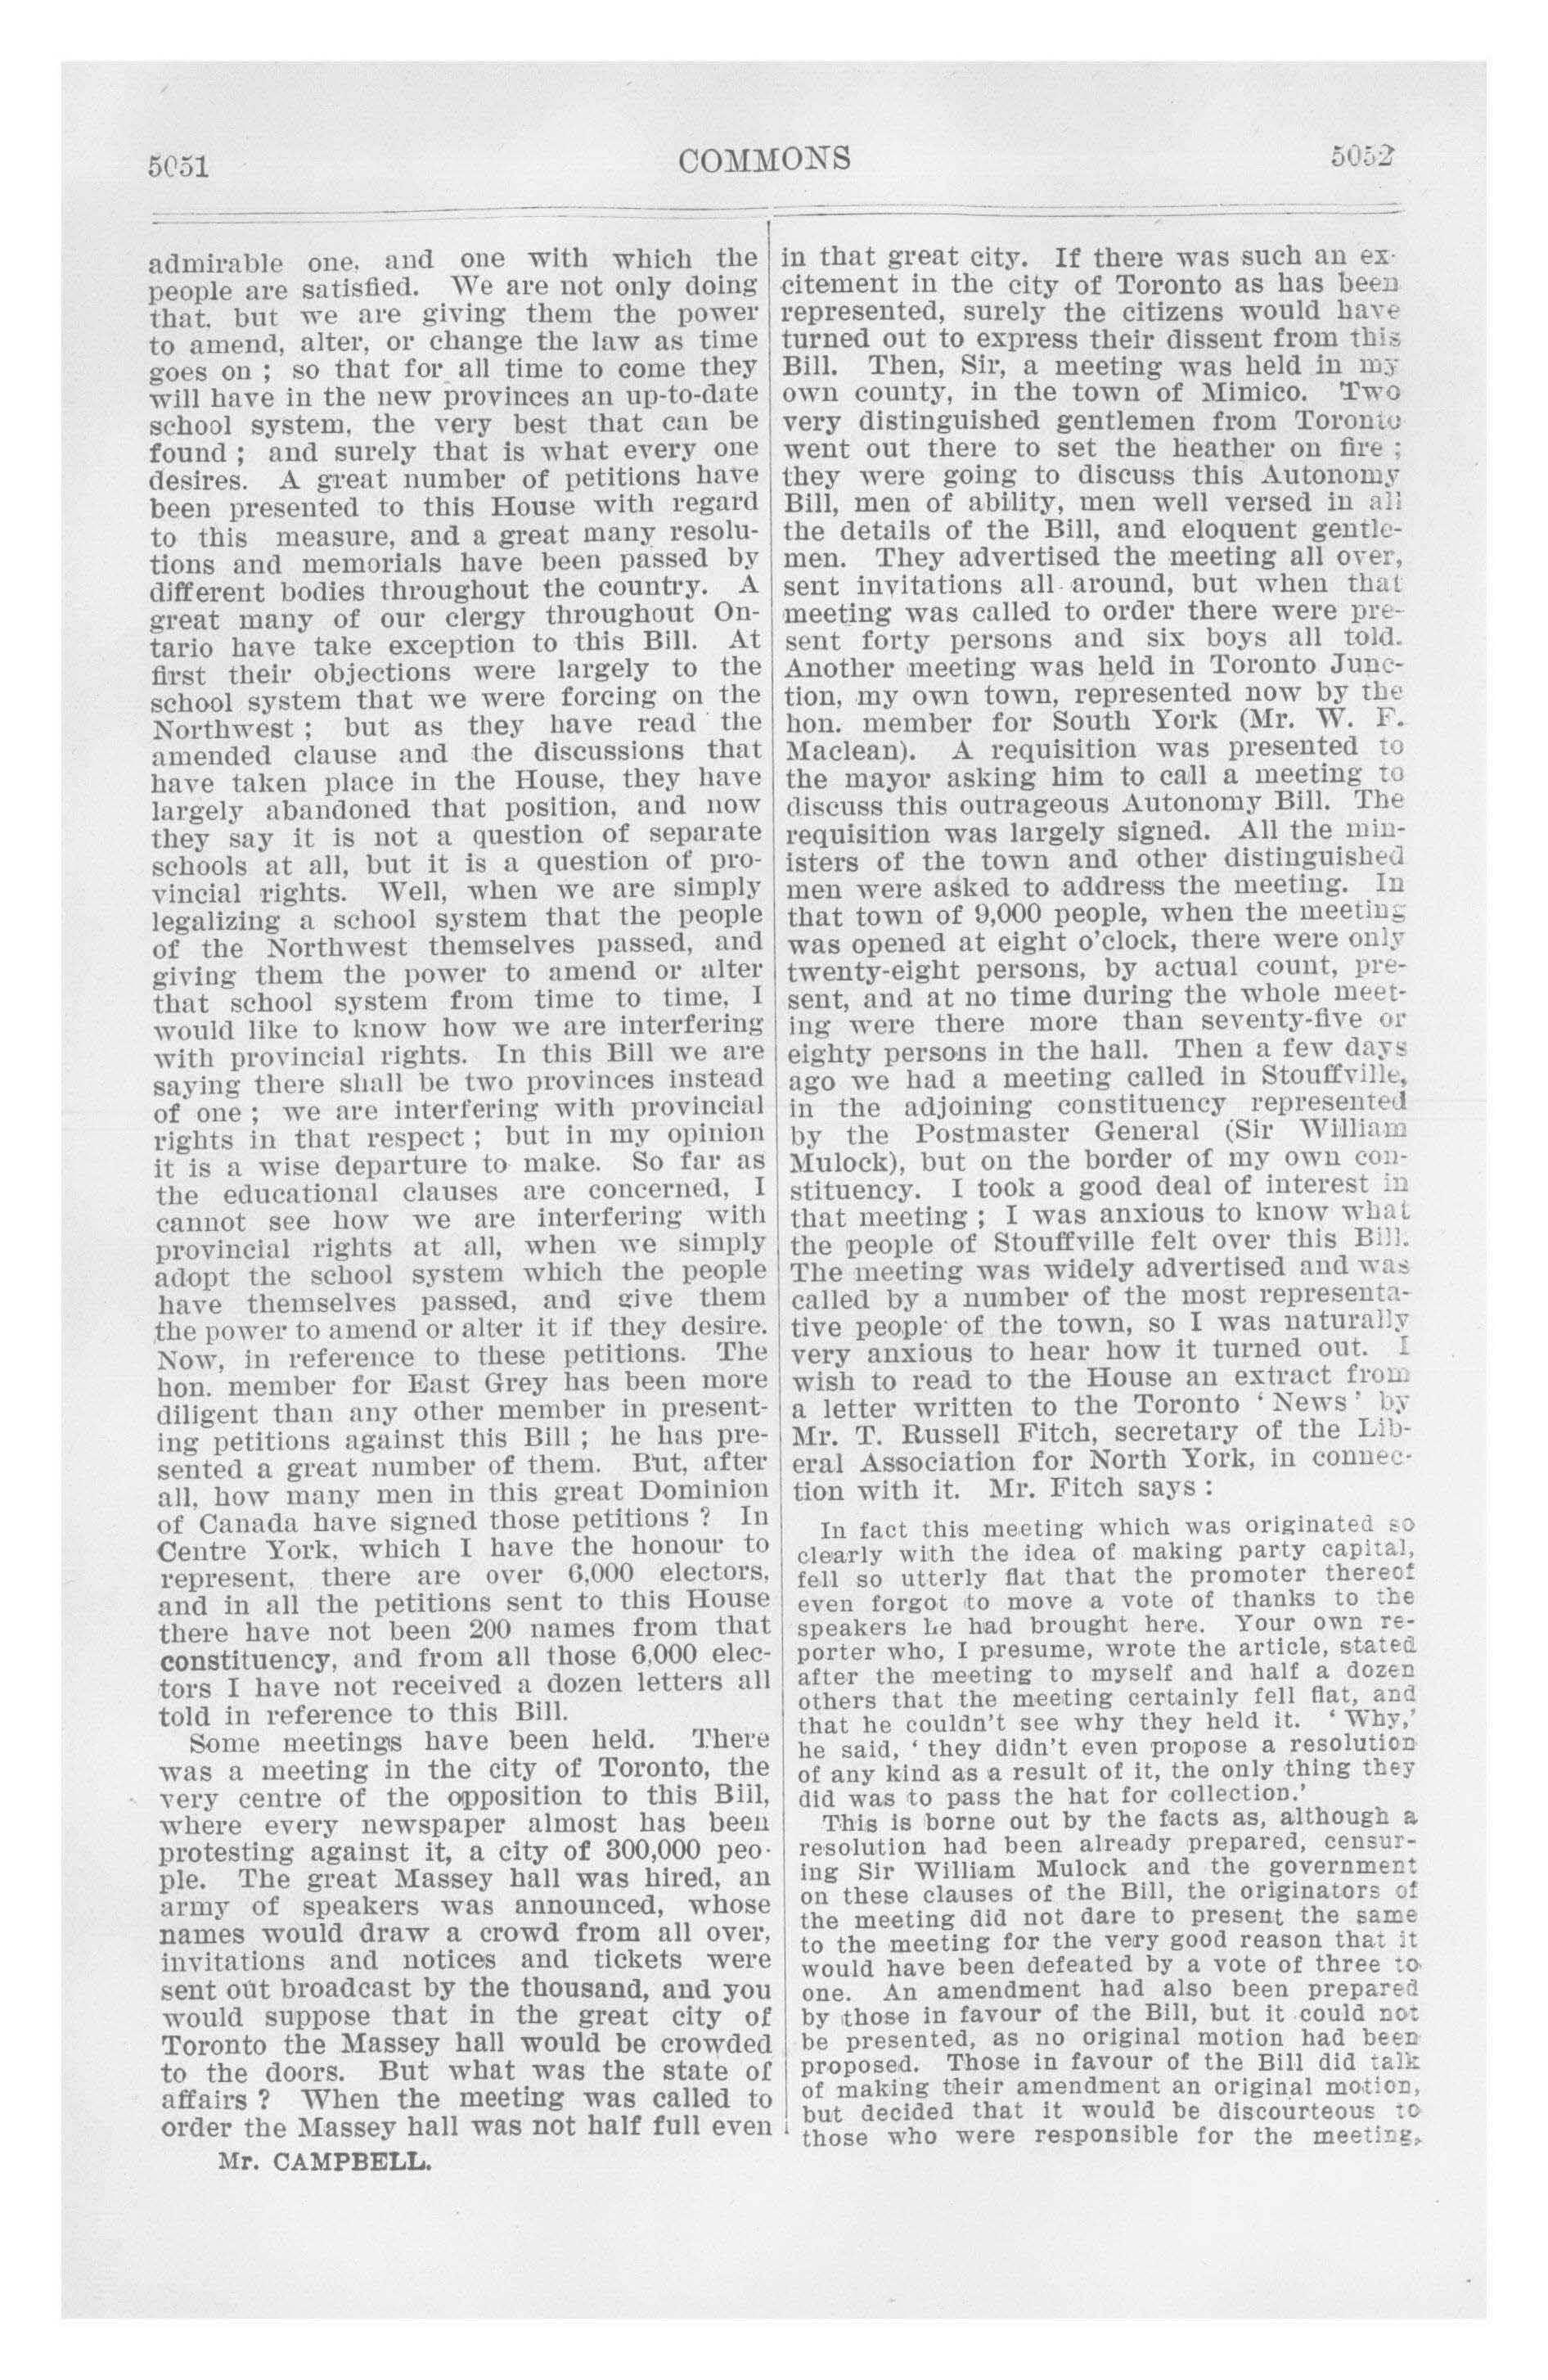 5051
COMMONS
5052
admirable one, and one with which the
people are satisfied. We are not only doing
that, but we are giving them the power
to amend, alter, or change the law as time
goes on ; so that for all time to come they
will have in the new provinces an up-to-date
school system, the very best that can be
found ; and surely that is what every one
desires. A great number of petitions have
been presented to this House with regard
to this measure, and a great many resolu-
tions and memorials have been passed by
different bodies throughout the country. A
great many of our clergy throughout On-
tario have take exception to this Bill. At
first their objections were largely to the
school system that we were forcing on the
Northwest ; but as they have read the
amended clause and the discussions that
have taken place in the House, they have
largely abandoned that position, and now
they say it is not a question of separate
schools at all, but it is a question of pro-
vincial rights. Well, when we are simply
legalizing a school system that the people
of the Northwest themselves passed, and
giving them the power to amend or alter
that school system from time to time, I
would like to know how we are interfering
with provincial rights. In this Bill we are
saying there shall be two provinces instead
of one ; we are interfering with provincial
rights in that respect ; but in my opinion
it is a wise departure to make. So far as
the educational clauses are concerned, I
cannot see how we are interfering with
provincial rights at all, when we simply
adopt the school system which the people
have themselves passed, and give them
the power to amend or alter it if they desire.
Now, in reference to these petitions. The
hon. member for East Grey has been more
diligent than any other member in present-
ing petitions against this Bill ; he has pre-
sented a great number of them. But, after
all, how many men in this great Dominion
of Canada have signed those petitions ? In
Centre York, which I have the honour to
represent, there are over 6,000 electors,
and in all the petitions sent to this House
there have not been 200 names from that
constituency, and from all those 6,000 elec-
tors I have not received a dozen letters all
told in reference to this Bill.
Some meetings have been held. There
was a meeting in the city of Toronto, the
very centre of the opposition to this Bill,
where every newspaper almost has been
protesting against it, a city of 300,000 peo-
ple. The great Massey hall was hired, an
army of speakers was announced, whose
names would draw a crowd from all over,
invitations and notices and tickets were
sent out broadcast by the thousand, and you
would suppose that in the great city of
Toronto the Massey hall would be crowded
to the doors. But what was the state of
affairs ? When the meeting was called to
order the Massey hall was not half full even
Mr. CAMPBELL.
in that great city. If there was such an ex-
citement in the city of Toronto as has been
represented, surely the citizens would have
turned out to express their dissent from this
Bill. Then, Sir, a meeting was held in my
own county, in the town of Mimico. Two
very distinguished gentlemen from Toronto
went out there to set the heather on fire ;
they were going to discuss this Autonomy
Bill, men of ability, men well versed in all
the details of the Bill, and eloquent gentle-
men. They advertised the meeting all over,
sent invitations all around, but when that
meeting was called to order there were pre-
sent forty persons and six boys all told.
Another meeting was held in Toronto Junc-
tion, my own town, represented now by the
hon. member for South York (Mr. W. F.
Maclean). A requisition was presented to
the mayor asking him to call a meeting to
discuss this outrageous Autonomy Bill. The
requisition was largely signed. All the min-
isters of the town and other distinguished
men were asked to address the meeting. In
that town of 9,000 people, when the meeting
was opened at eight o'clock, there were only
twenty-eight persons, by actual count, pre-
sent, and at no time during the whole meet-
ing were there more than seventy-five or
eighty persons in the hall. Then a few days
ago we had a meeting called in Stouffville,
in the adjoining constituency represented
by the Postmaster General (Sir William
Mulock), but on the border of my own con-
stituency. I took a good deal of interest in
that meeting ; I was anxious to know what
the people of Stouffville felt over this Bill.
The meeting was widely advertised and was
called by a number of the most representa-
tive people of the town, so I was naturally
very anxious to hear how it turned out. I
wish to read to the House an extract from
a letter written to the Toronto ' News ' by
Mr. T. Russell Fitch, secretary of the Lib-
eral Association for North York, in connec-
tion with it. Mr. Fitch says :
In fact this meeting which was originated so
clearly with the idea of making party capital,
fell so utterly flat that the promoter thereof
even forgot to move a vote of thanks to the
speakers he had brought here. Your own re-
porter who, I presume, wrote the article, stated
after the meeting to myself and half a dozen
others that the meeting certainly fell flat, and
that he couldn't see why they held it. ' Why,'
he said, ' they didn't even propose a resolution
of any kind as a result of it, the only thing they
did was to pass the hat for collection.'
This is borne out by the facts as, although a
resolution had been already prepared, censur-
ing Sir William Mulock and the government
on these clauses of the Bill, the originators of
the meeting did not dare to present the same
to the meeting for the very good reason that it
would have been defeated by a vote of three to
one. An amendment had also been prepared
by those in favour of the Bill, but it could not
be presented, as no original motion had been
proposed. Those in favour of the Bill did talk
of making their amendment an original motion,
but decided that it would be discourteous to
those who were responsible for the meeting,